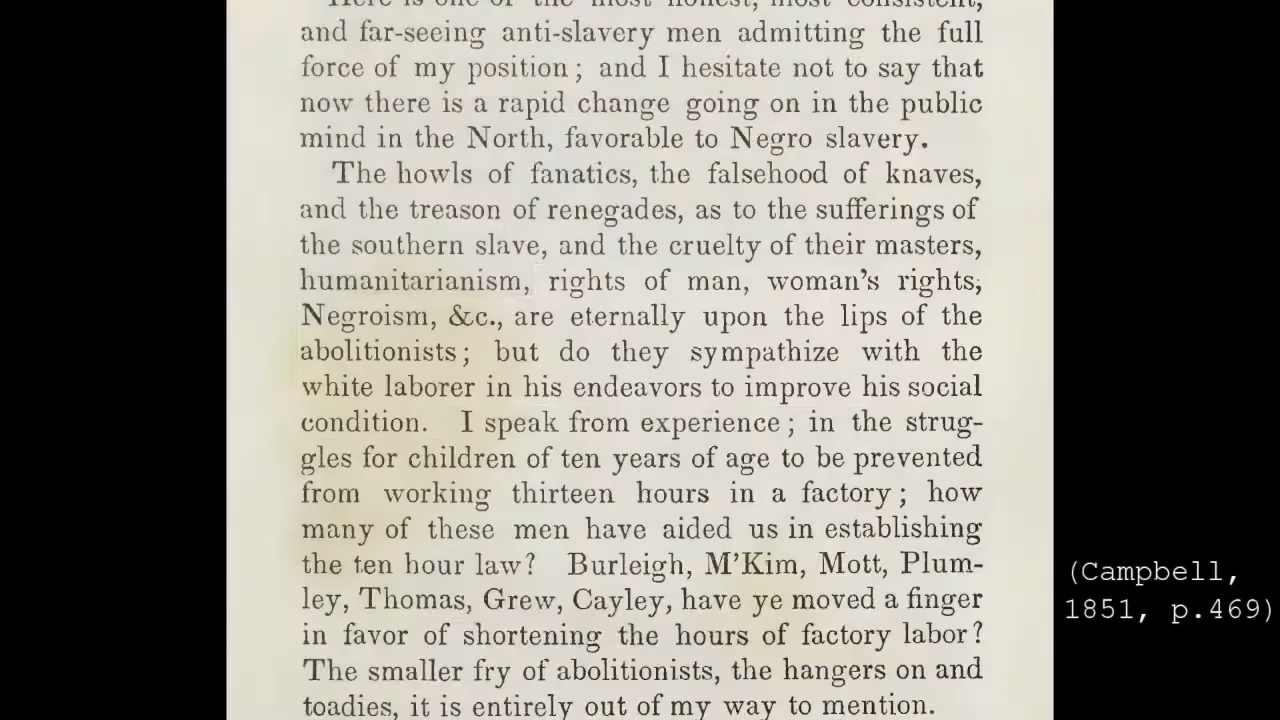 Here is one of the most honest, most consistent,
and far-seeing anti-slavery men admitting the full
force of my position; and I hesitate not to say that
now there is a rapid change going on in the public
mind in the North, favorable to Negro slavery.
The howls of fanatics, the falsehood of knaves,
and the treason of renegades, as to the sufferings of
the southern slave, and the cruelty of their masters,
humanitarianism, rights of man, woman's rights,
Negroism, &c., are eternally upon the lips of the
abolitionists; but do they sympathize with the
white laborer in his endeavors to improve his social
condition. I speak from experience; in the strug-
gles for children of ten years of age to be prevented
from working thirteen hours in a factory; how
many of these men have aided us in establishing
the ten hour law? Burleigh, M'Kim, Mott, Plum-
ley, Thomas, Grew, Cayley, have ye moved a finger
in favor of shortening the hours of factory labor?
The smaller fry of abolitionists, the hangers on and
toadies, it is entirely out of my way to mention.
(Campbell,
1851, p.469)